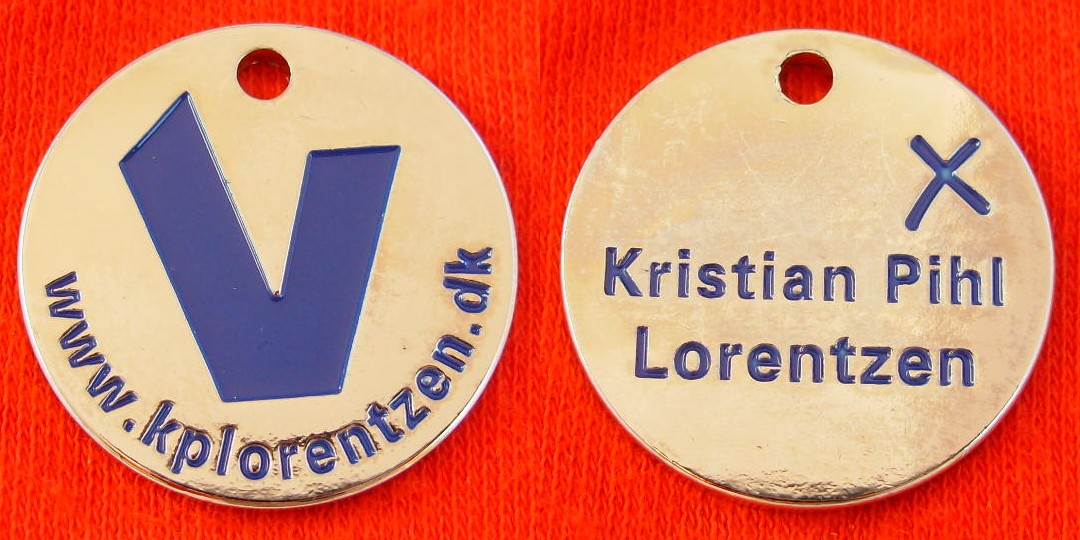 V
www.kplorentzen.dk
X
Kristian Pihl
Lorentzen